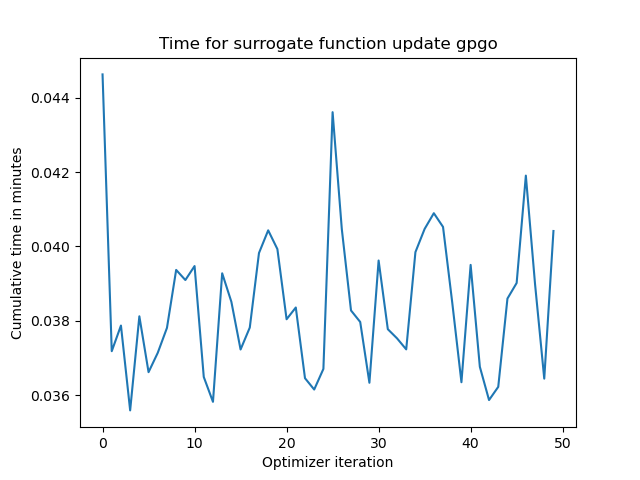 Time for surrogate function update gpgo
Cumulative time in minutes
0.044
0.042
0.040
0.038
0.036
0 10 20 30 40 50
Optimizer iteration